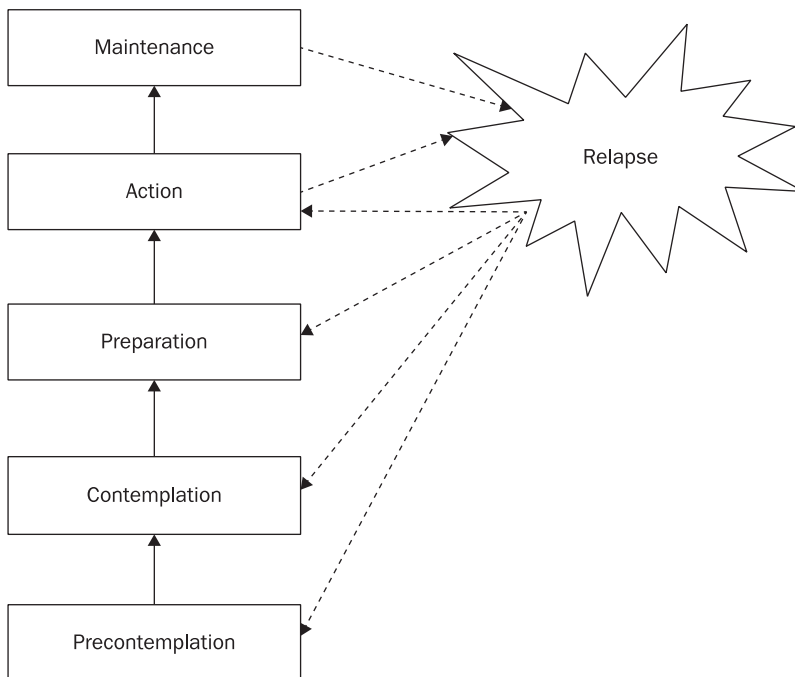 Maintenance
Relapse
Action
Preparation
Contemplation
Precontemplation